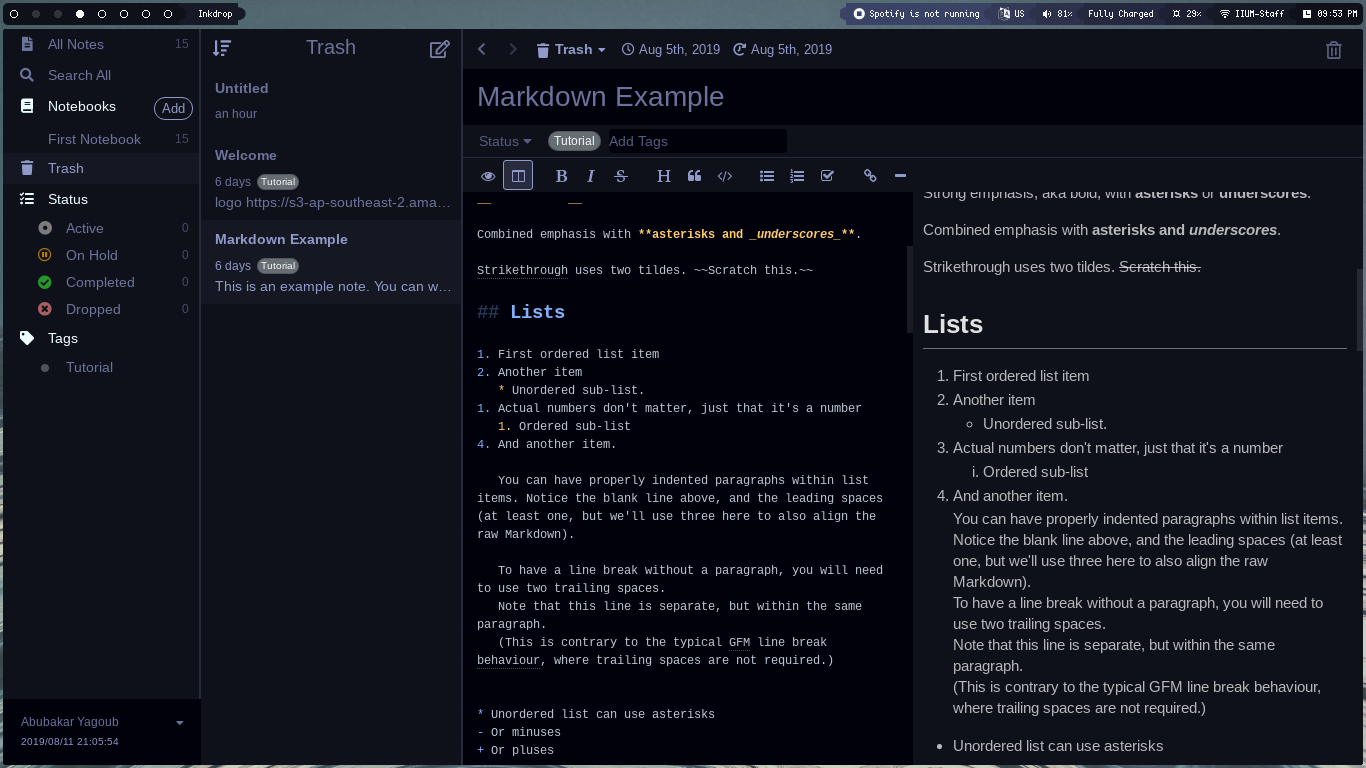 Inkdrop
Spotify is not running
US
81%
Fully Charged
29%
IIUM-Staff
09:53 PM
All Notes 15
Search All
Notebooks Add
First Notebook 15
Trash
Status
Active 0
On Hold 0
Completed 0
Dropped 0
Tags
Tutorial
Abubakar Yagoub
2019/08/11 21:05:54
Trash
Untitled
an hour
Welcome
6 days Tutorial
logo https://s3-ap-southeast-2.ama…
Markdown Example
6 days Tutorial
This is an example note. You can w…
Trash Aug 5th, 2019 Aug 5th, 2019
Markdown Example
Status Tutorial Add Tags
B I S H
Combined emphasis with **asterisks and _underscores_**.
Strikethrough uses two tildes. ~~Scratch this.~~
## Lists
1. First ordered list item
2. Another item
* Unordered sub-list.
1. Actual numbers don't matter, just that it's a number
1. Ordered sub-list
4. And another item.
You can have properly indented paragraphs within list
items. Notice the blank line above, and the leading spaces
(at least one, but we'll use three here to also align the
raw Markdown).
To have a line break without a paragraph, you will need
to use two trailing spaces.
Note that this line is separate, but within the same
paragraph.
(This is contrary to the typical GFM line break
behaviour, where trailing spaces are not required.)
* Unordered list can use asterisks
- Or minuses
+ Or pluses
Strong emphasis, aka bold, with asterisks or underscores.
Combined emphasis with asterisks and underscores.
Strikethrough uses two tildes. Scratch this.
Lists
1. First ordered list item
2. Another item
Unordered sub-list.
3. Actual numbers don't matter, just that it's a number
i. Ordered sub-list
4. And another item.
You can have properly indented paragraphs within list items.
Notice the blank line above, and the leading spaces (at least
one, but we'll use three here to also align the raw
Markdown).
To have a line break without a paragraph, you will need to
use two trailing spaces.
Note that this line is separate, but within the same
paragraph.
(This is contrary to the typical GFM line break behaviour,
where trailing spaces are not required.)
Unordered list can use asterisks